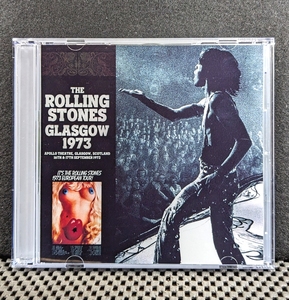 THE
ROLLING
STONES
GLASGOW
1973
APOLLO THEATRE, GLASGOW, SCOTLAND
16TH & 17TH SEPTEMBER 1973
IT'S THE ROLLING STONES
1973 EUROPEAN TOUR!